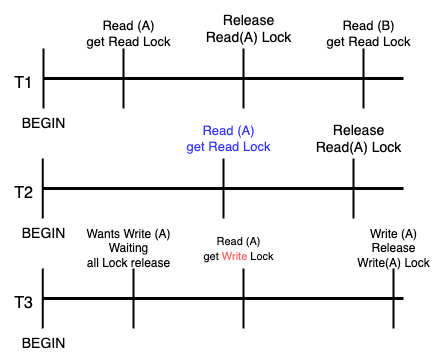 Read (A)
get Read Lock
Release
Read(A) Lock
Read (B)
get Read Lock
T1
BEGIN
Read (A)
get Read Lock
Release
Read(A) Lock
T2
BEGIN
Wants Write (A)
Waiting
all Lock release
Read (A)
get Write Lock
Write (A)
Release
Write(A) Lock
T3
BEGIN